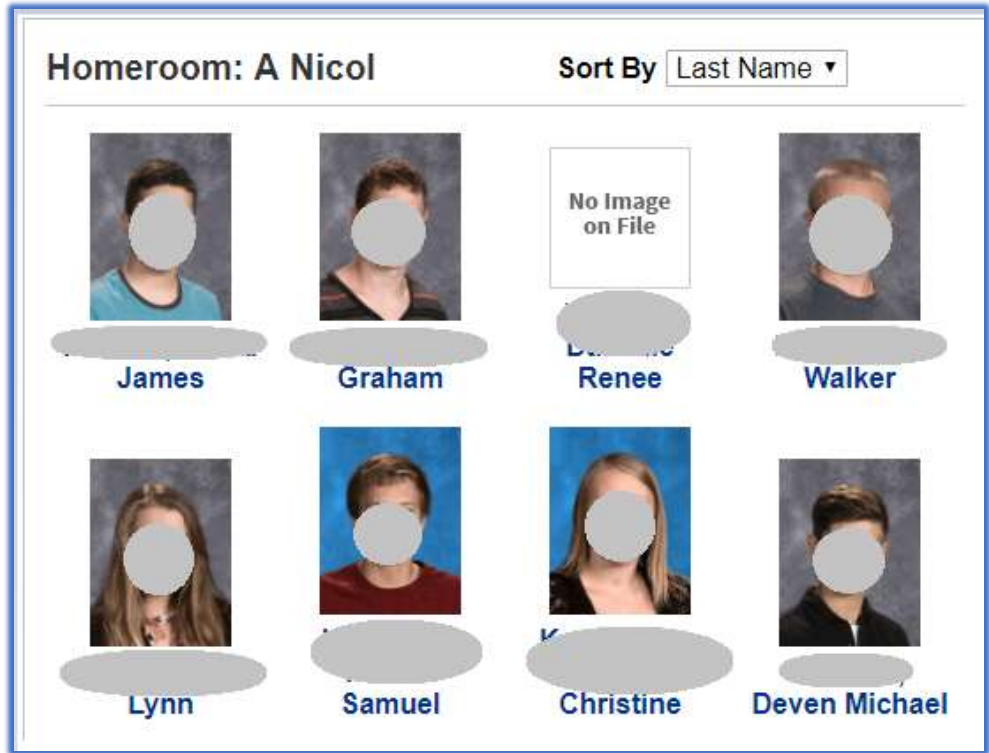 Homeroom: A Nicol
Sort By Last Name
No Image
on File
James
Graham
Renee
Walker
Lynn
Samuel
Christine
Deven Michael